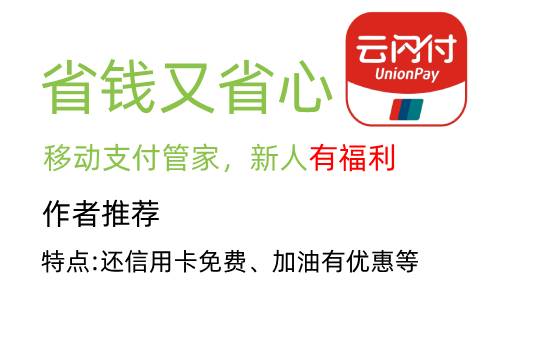 云闪付
UnionPay
省钱又省心
移动支付管家，新人有福利
作者推荐
特点:还信用卡免费、加油有优惠等